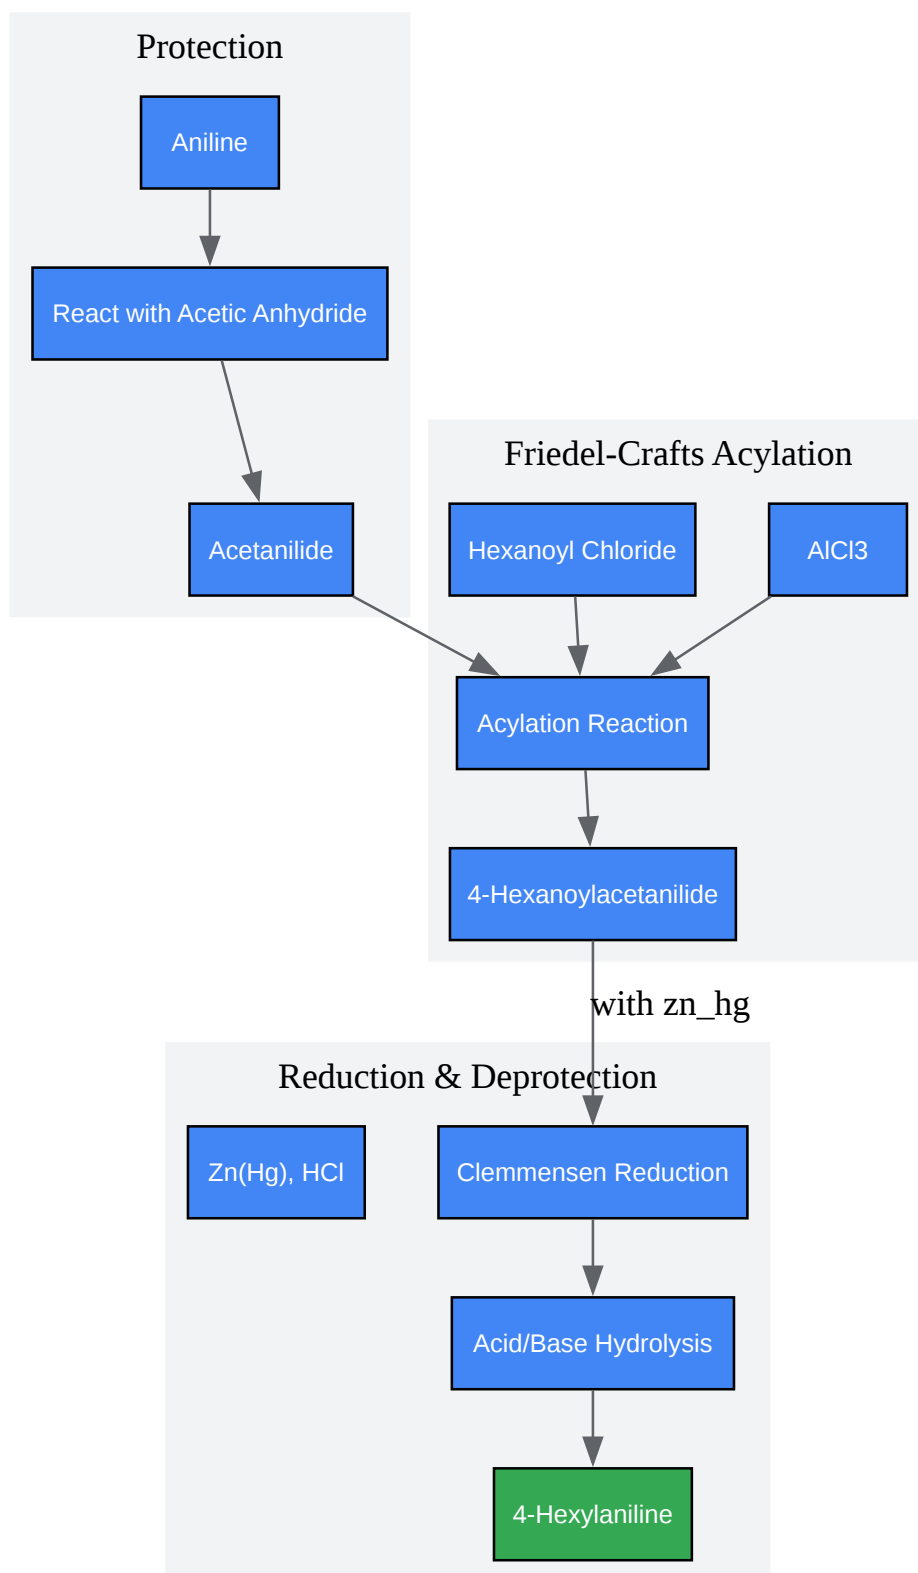 Protection
Aniline
React with Acetic Anhydride
Acetanilide
Friedel-Crafts Acylation
Hexanoyl Chloride
AlCl3
Acylation Reaction
4-Hexanoylacetanilide
with zn_hg
Reduction & Deprotection
Zn(Hg), HCl
Clemmensen Reduction
Acid/Base Hydrolysis
4-Hexylaniline